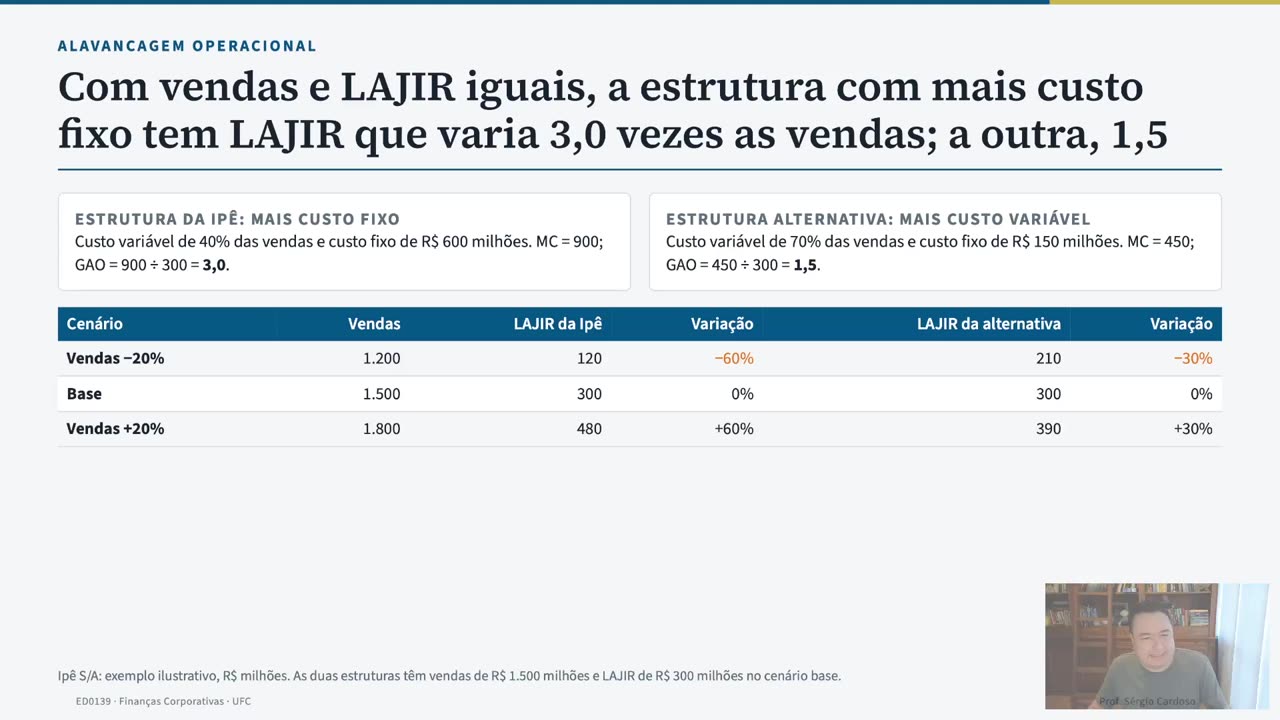 ALAVANCAGEM OPERACIONAL
Com vendas e LAJIR iguais, a estrutura com mais custo
fixo tem LAJIR que varia 3,0 vezes as vendas; a outra, 1,5
ESTRUTURA DA IPÊ: MAIS CUSTO FIXO
Custo variável de 40% das vendas e custo fixo de R$ 600 milhões. MC = 900;
GAO = 900 ÷ 300 = 3,0.
ESTRUTURA ALTERNATIVA: MAIS CUSTO VARIÁVEL
Custo variável de 70% das vendas e custo fixo de R$ 150 milhões. MC = 450;
GAO = 450 ÷ 300 = 1,5.
Cenário Vendas LAJIR da Ipê Variação LAJIR da alternativa Variação
Vendas −20% 1.200 120 −60% 210 −30%
Base 1.500 300 0% 300 0%
Vendas +20% 1.800 480 +60% 390 +30%
Ipê S/A: exemplo ilustrativo, R$ milhões. As duas estruturas têm vendas de R$ 1.500 milhões e LAJIR de R$ 300 milhões no cenário base.
ED0139 · Finanças Corporativas · UFC
Prof. Sérgio Cardoso